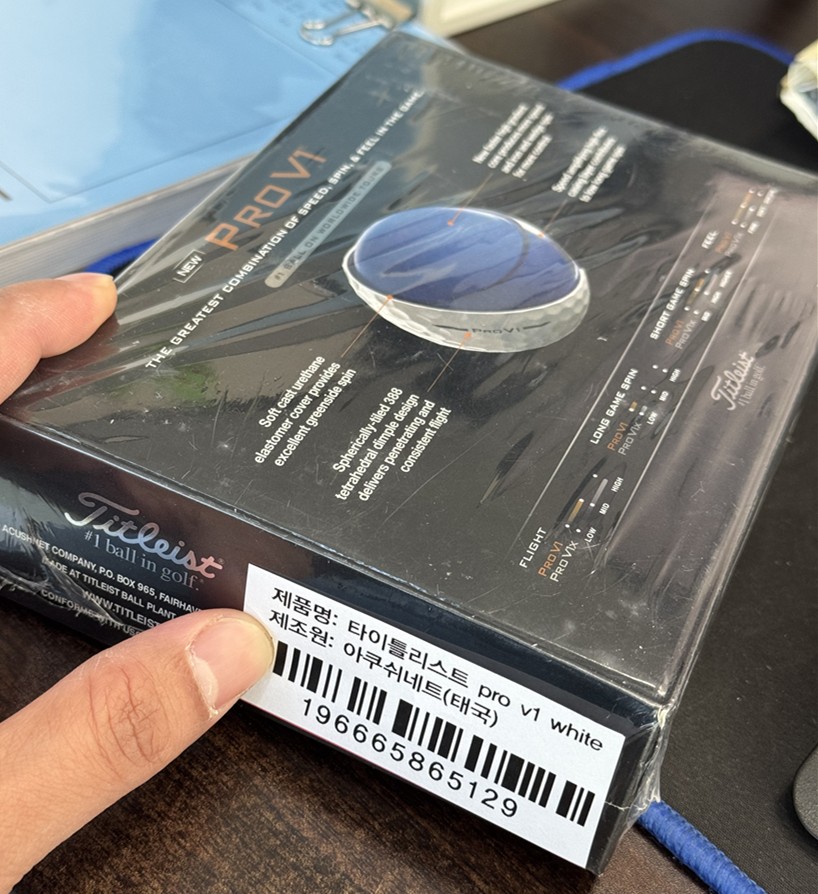 NEW
PRO V1
THE GREATEST COMBINATION OF SPEED, SPIN, & FEEL IN THE GAME
#1 BALL ON WORLDWIDE TOURS
PRO V1
Soft cast urethane
elastomer cover provides
excellent greenside spin
Spherically-tiled 388
tetrahedral dimple design
delivers penetrating and
consistent flight
FLIGHT
PRO V1
PRO V1x
LOW
MID
HIGH
LONG GAME SPIN
PRO V1
PRO V1x
LOW
MID
HIGH
SHORT GAME SPIN
PRO V1
PRO V1x
FEEL
Titleist
#1 ball in golf.
Titleist
#1 ball in golf.
ACUSHNET COMPANY, P.O. BOX 965, FAIRHAV
MADE AT TITLEIST BALL PLANT
WWW.TITLEIST
CONFORMS WITH
제품명: 타이틀리스트 pro v1 white
제조원: 아쿠쉬네트(태국)
196665865129